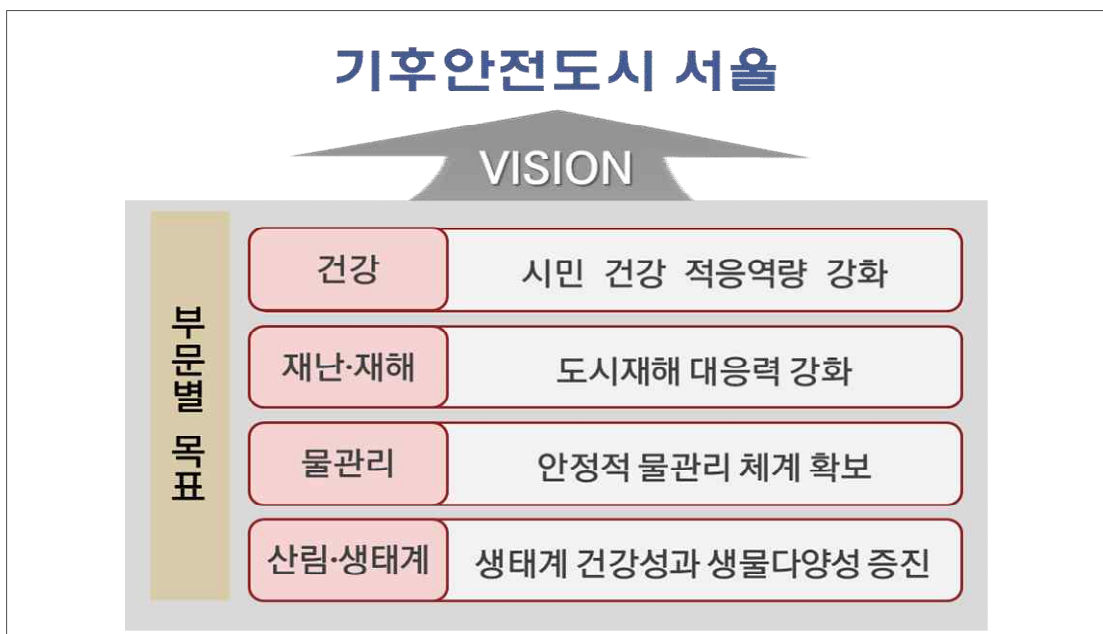 기후안전도시 서울
VISION
부문별 목표
건강
시민 건강 적응역량 강화
재난·재해
도시재해 대응력 강화
물관리
안정적 물관리 체계 확보
산림·생태계
생태계 건강성과 생물다양성 증진